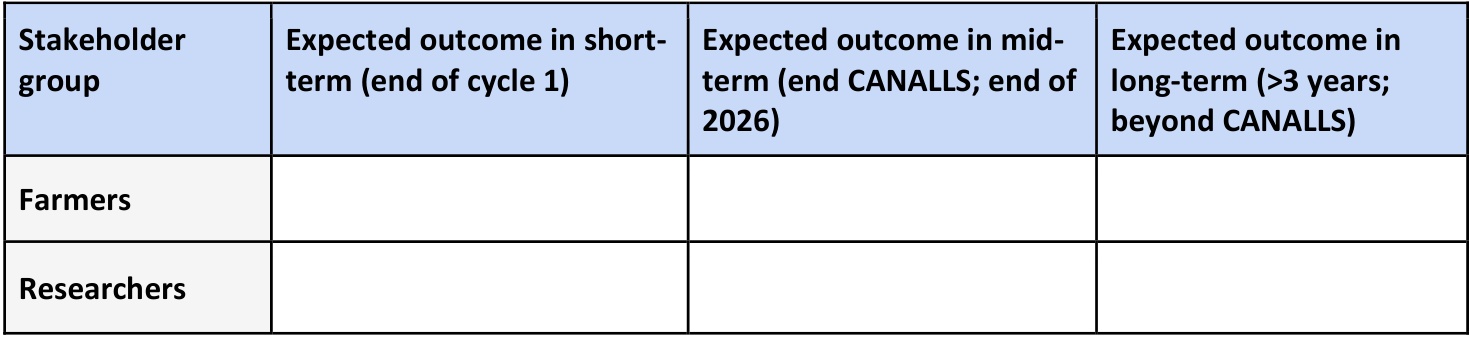 Stakeholder
group
Expected outcome in short-
term (end of cycle 1)
Expected outcome in mid-
term (end CANALLS; end of
2026)
Expected outcome in
long-term (>3 years;
beyond CANALLS)
Farmers
Researchers